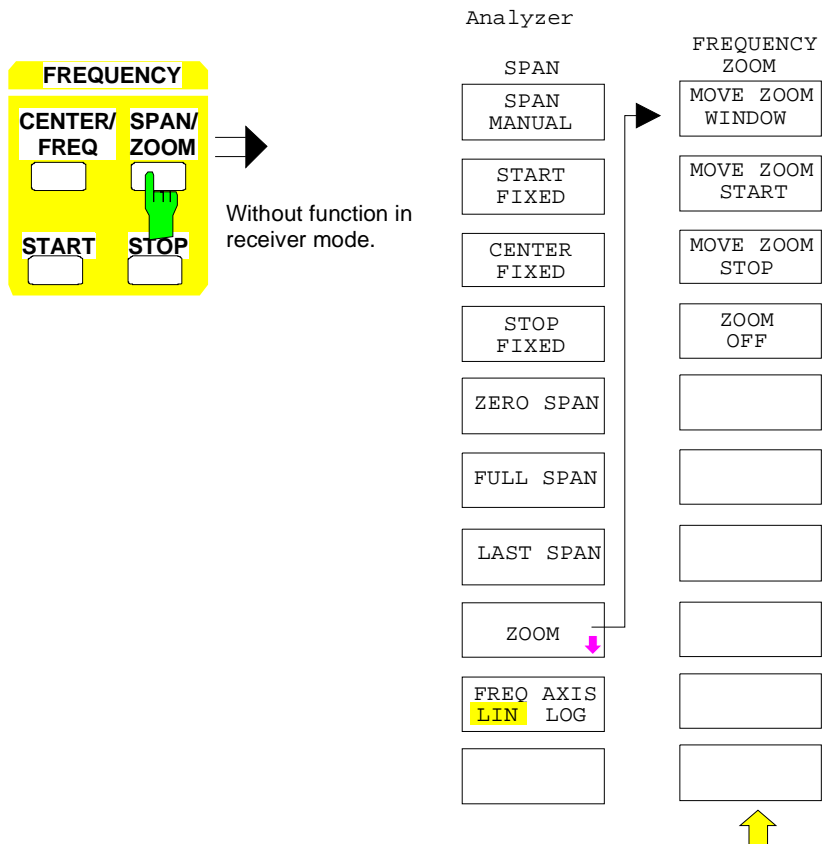 FREQUENCY
CENTER/ SPAN/
FREQ ZOOM
START STOP
Without function in
receiver mode.
Analyzer
SPAN
SPAN
MANUAL
START
FIXED
CENTER
FIXED
STOP
FIXED
ZERO SPAN
FULL SPAN
LAST SPAN
ZOOM
FREQ AXIS
LIN LOG
FREQUENCY
ZOOM
MOVE ZOOM
WINDOW
MOVE ZOOM
START
MOVE ZOOM
STOP
ZOOM
OFF